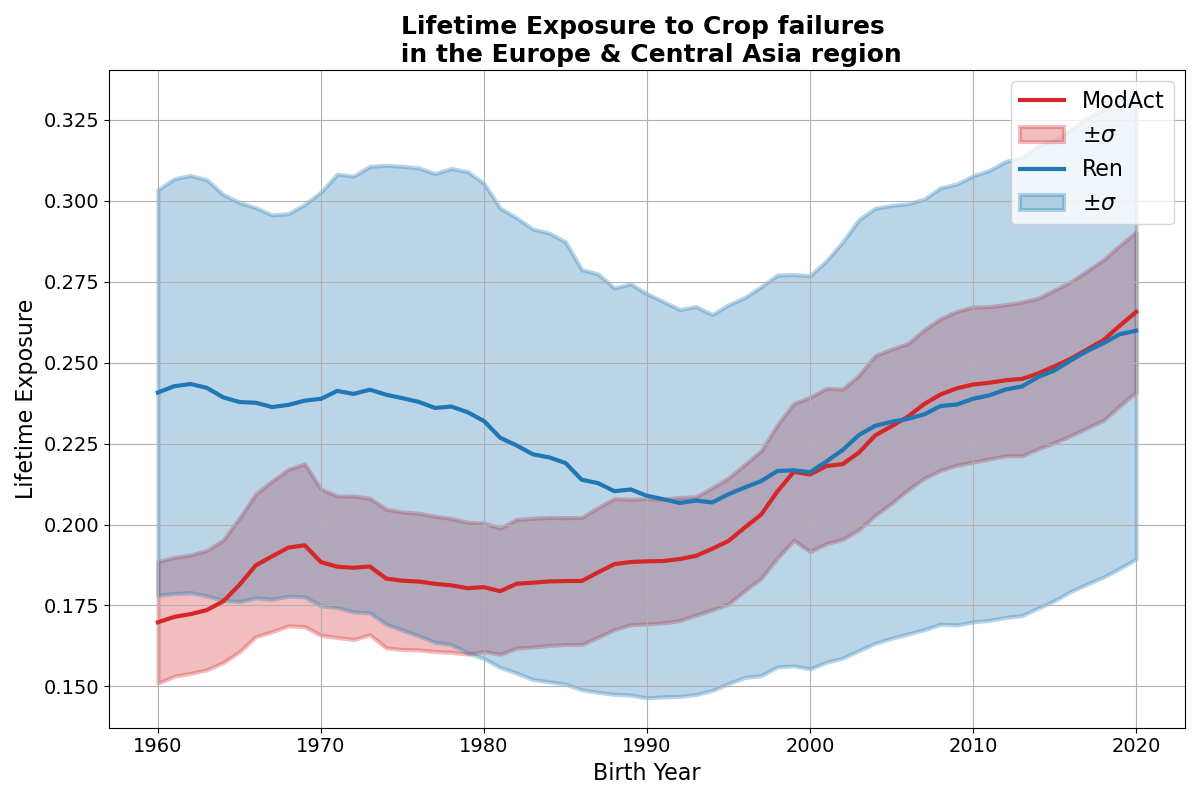 Lifetime Exposure to Crop failures
in the Europe & Central Asia region
Lifetime Exposure
0.325
0.300
0.275
0.250
0.225
0.200
0.175
0.150
ModAct
±σ
Ren
±σ
1960 1970 1980 1990 2000 2010 2020
Birth Year